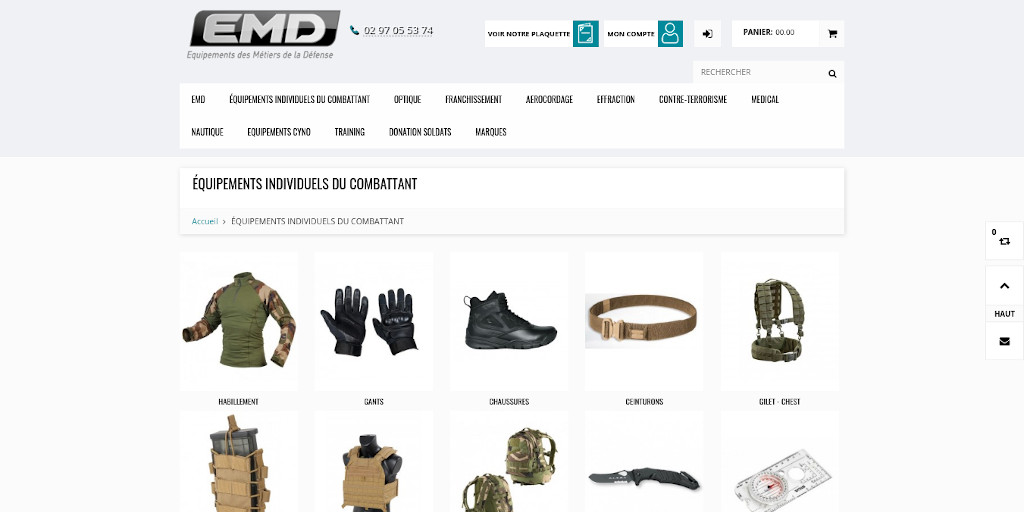 EMD
Equipements des Métiers de la Défense
02 97 05 53 74
VOIR NOTRE PLAQUETTE
MON COMPTE
PANIER: 00.00
RECHERCHER
EMD ÉQUIPEMENTS INDIVIDUELS DU COMBATTANT OPTIQUE FRANCHISSEMENT AEROCORDAGE EFFRACTION CONTRE-TERRORISME MEDICAL
NAUTIQUE EQUIPEMENTS CYNO TRAINING DONATION SOLDATS MARQUES
ÉQUIPEMENTS INDIVIDUELS DU COMBATTANT
Accueil > ÉQUIPEMENTS INDIVIDUELS DU COMBATTANT
0
HAUT
HABILLEMENT GANTS CHAUSSURES CEINTURONS GILET - CHEST